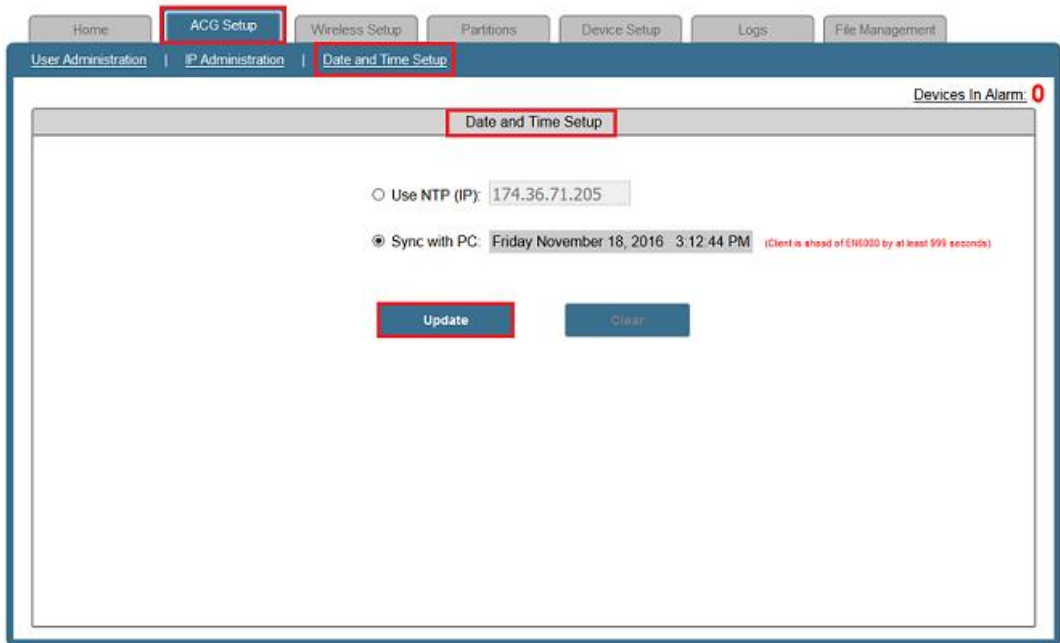 Home ACG Setup Wireless Setup Partitions Device Setup Logs File Management
User Administration | IP Administration | Date and Time Setup
Devices In Alarm: 0
Date and Time Setup
Use NTP (IP): 174.36.71.205
Sync with PC: Friday November 18, 2016 3:12:44 PM (Client is ahead of EN6080 by at least 999 seconds)
Update Clear